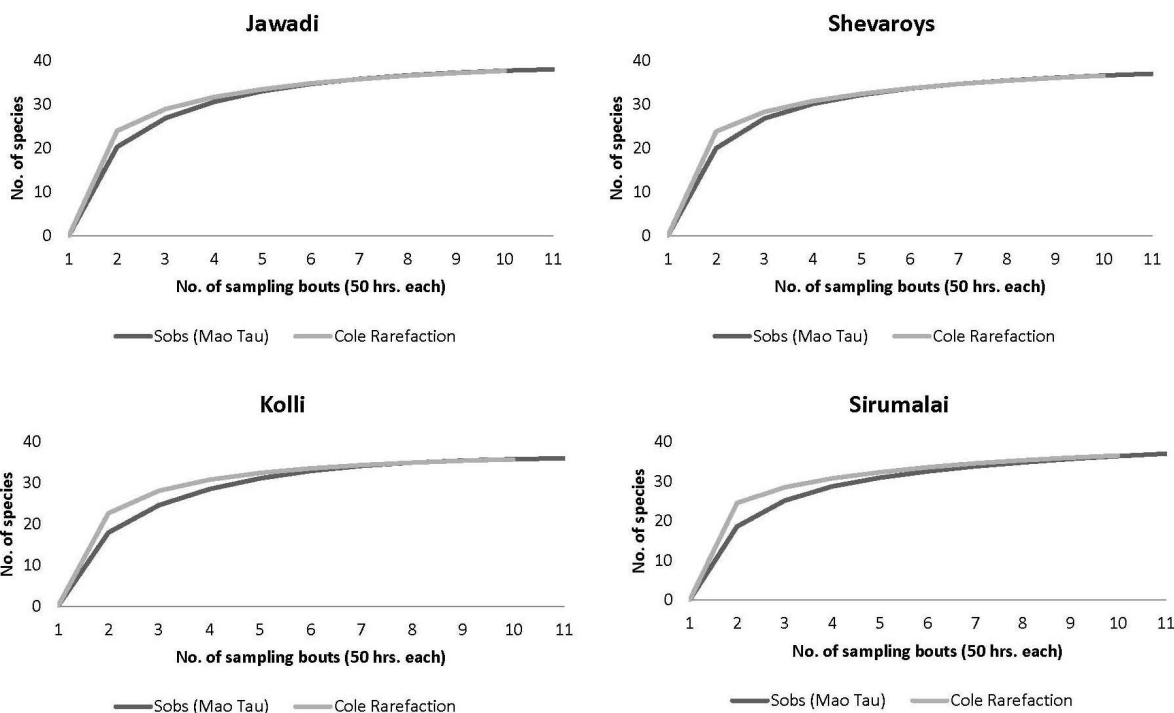 Jawadi
40
30
20
10
0
No. of species
1 2 3 4 5 6 7 8 9 10 11
No. of sampling bouts (50 hrs. each)
Sobs (Mao Tau) Cole Rarefaction
Shevaroys
40
30
20
10
0
No. of species
1 2 3 4 5 6 7 8 9 10 11
No. of sampling bouts (50 hrs. each)
Sobs (Mao Tau) Cole Rarefaction
Kolli
40
30
20
10
0
No. of species
1 2 3 4 5 6 7 8 9 10 11
No. of sampling bouts (50 hrs. each)
Sobs (Mao Tau) Cole Rarefaction
Sirumalai
40
30
20
10
0
No. of species
1 2 3 4 5 6 7 8 9 10 11
No. of sampling bouts (50 hrs. each)
Sobs (Mao Tau) Cole Rarefaction